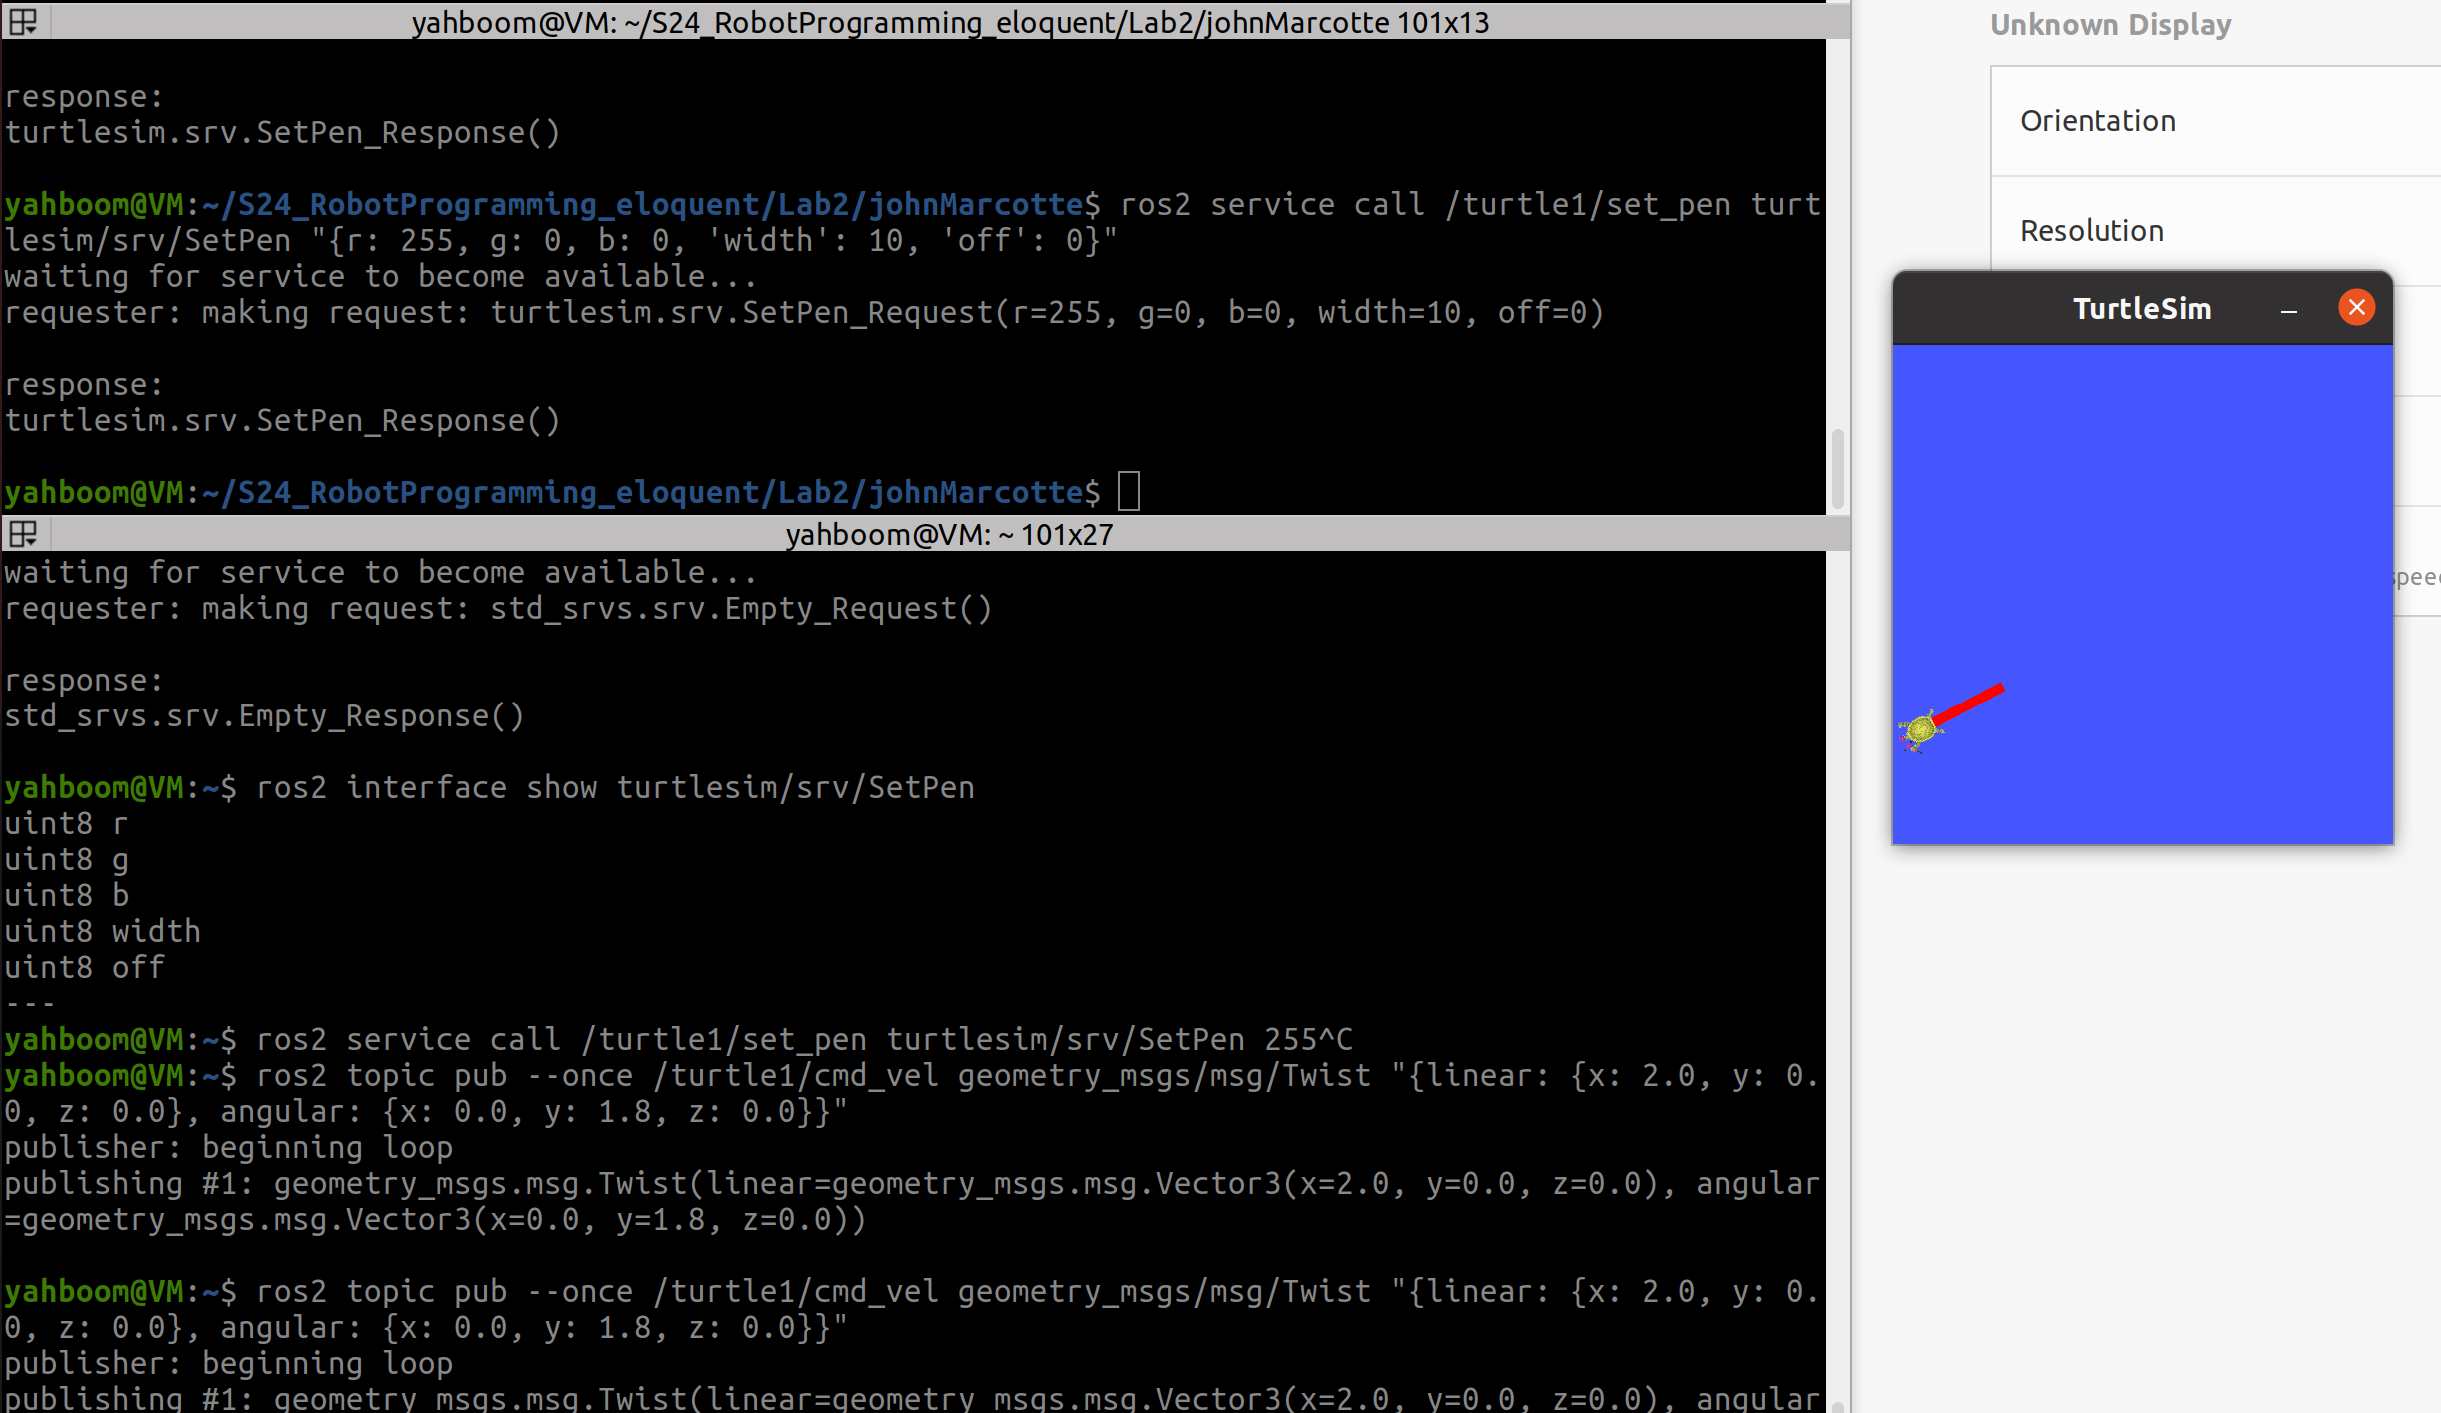 yahboom@VM: ~/S24_RobotProgramming_eloquent/Lab2/johnMarcotte 101x13
response:
turtlesim.srv.SetPen_Response()
yahboom@VM:~/S24_RobotProgramming_eloquent/Lab2/johnMarcotte$ ros2 service call /turtle1/set_pen turt
lesim/srv/SetPen "{r: 255, g: 0, b: 0, 'width': 10, 'off': 0}"
waiting for service to become available...
requester: making request: turtlesim.srv.SetPen_Request(r=255, g=0, b=0, width=10, off=0)
response:
turtlesim.srv.SetPen_Response()
yahboom@VM:~/S24_RobotProgramming_eloquent/Lab2/johnMarcotte$
yahboom@VM: ~ 101x27
waiting for service to become available...
requester: making request: std_srvs.srv.Empty_Request()
response:
std_srvs.srv.Empty_Response()
yahboom@VM:~$ ros2 interface show turtlesim/srv/SetPen
uint8 r
uint8 g
uint8 b
uint8 width
uint8 off
---
yahboom@VM:~$ ros2 service call /turtle1/set_pen turtlesim/srv/SetPen 255^C
yahboom@VM:~$ ros2 topic pub --once /turtle1/cmd_vel geometry_msgs/msg/Twist "{linear: {x: 2.0, y: 0.
0, z: 0.0}, angular: {x: 0.0, y: 1.8, z: 0.0}}"
publisher: beginning loop
publishing #1: geometry_msgs.msg.Twist(linear=geometry_msgs.msg.Vector3(x=2.0, y=0.0, z=0.0), angular
=geometry_msgs.msg.Vector3(x=0.0, y=1.8, z=0.0))
yahboom@VM:~$ ros2 topic pub --once /turtle1/cmd_vel geometry_msgs/msg/Twist "{linear: {x: 2.0, y: 0.
0, z: 0.0}, angular: {x: 0.0, y: 1.8, z: 0.0}}"
publisher: beginning loop
publishing #1: geometry_msgs.msg.Twist(linear=geometry_msgs.msg.Vector3(x=2.0, y=0.0, z=0.0), angular
Unknown Display
Orientation
Resolution
TurtleSim